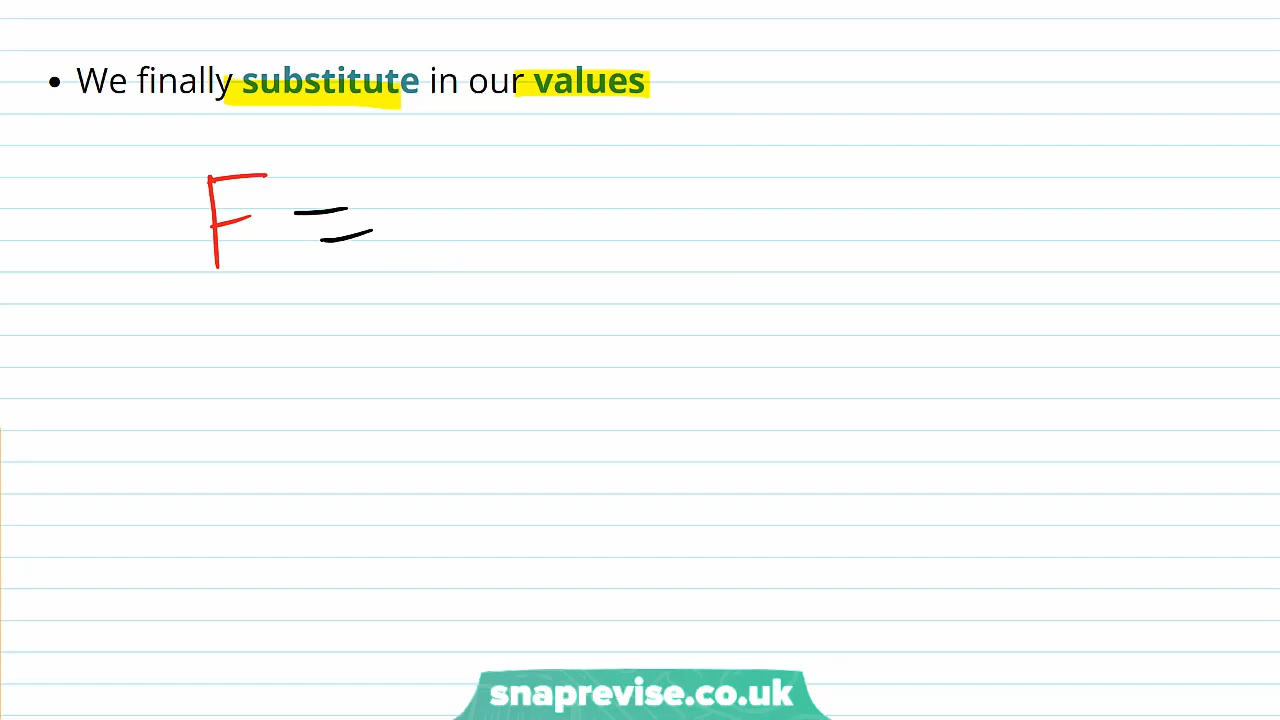 • We finally substitute in our values
F =
snaprevise.co.uk